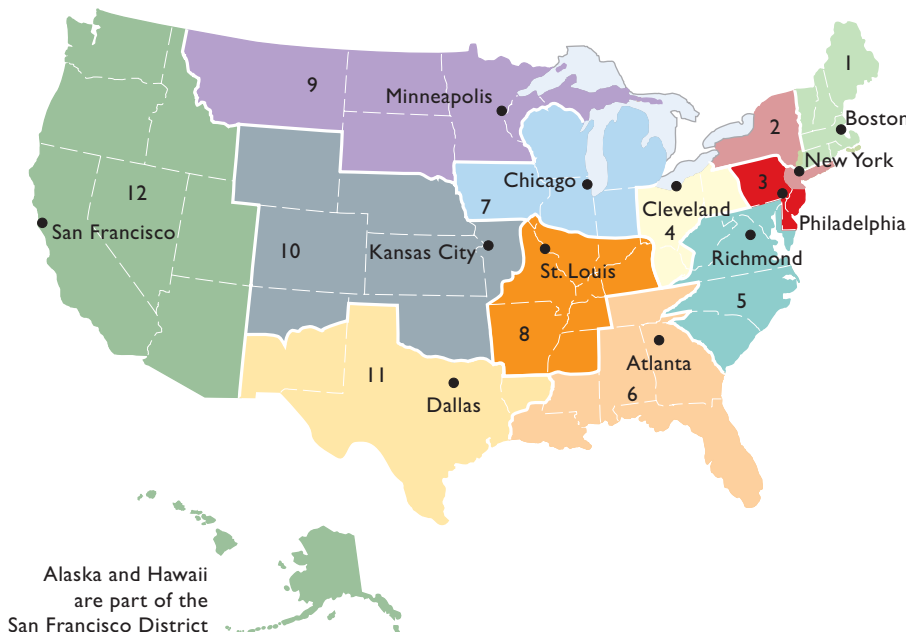 1
Boston
2
New York
3
Philadelphia
Cleveland
4
Richmond
5
Atlanta
6
Chicago
7
St. Louis
8
Minneapolis
9
Kansas City
10
Dallas
11
San Francisco
12
Alaska and Hawaii
are part of the
San Francisco District